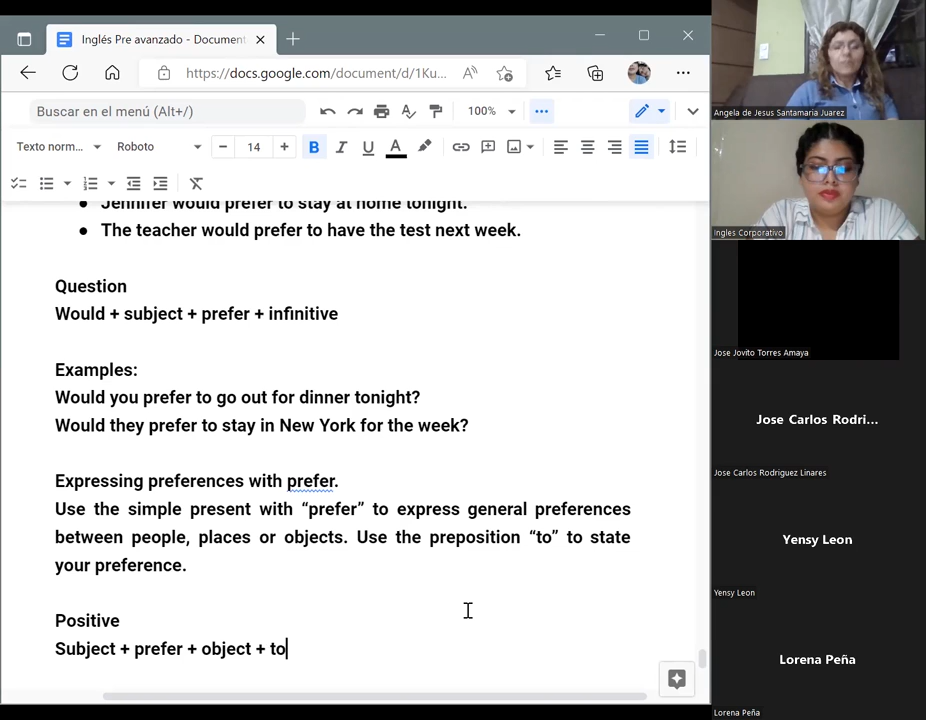 Inglés Pre avanzado - Document
https://docs.google.com/document/d/1Ku...
Buscar en el menú (Alt+/)
100%
Texto norm...
Roboto
14
Jennifer would prefer to stay at home tonight.
The teacher would prefer to have the test next week.
Question
Would + subject + prefer + infinitive
Examples:
Would you prefer to go out for dinner tonight?
Would they prefer to stay in New York for the week?
Expressing preferences with prefer.
Use the simple present with “prefer” to express general preferences
between people, places or objects. Use the preposition “to” to state
your preference.
Positive
Subject + prefer + object + to
Angela de Jesus Santamaria Juarez
Ingles Corporativo
Jose Jovito Torres Amaya
Jose Carlos Rodri...
Jose Carlos Rodriguez Linares
Yensy Leon
Yensy Leon
Lorena Peña
Lorena Peña